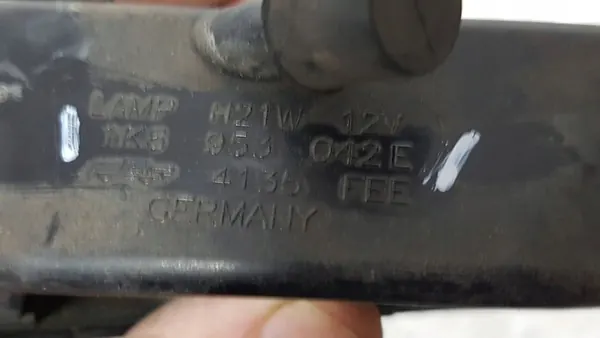 LAMP H21W 12V
1K8 953 042 E
4135 FEE
GERMANY